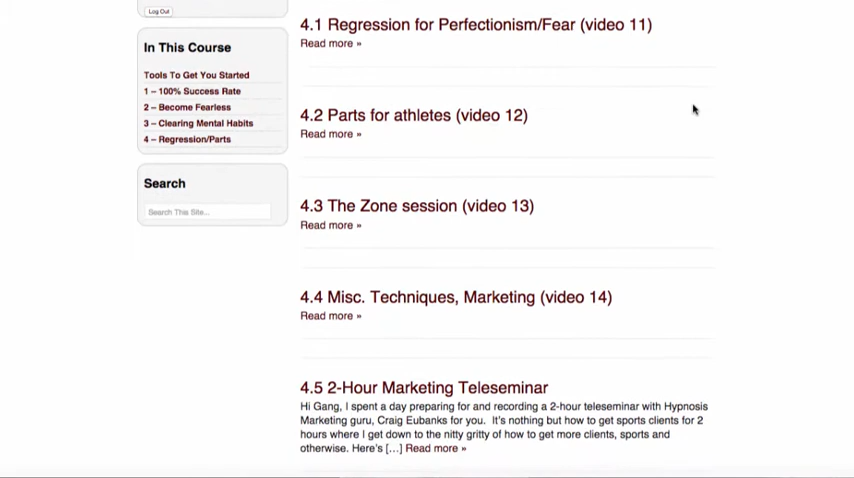 Log Out
In This Course
Tools To Get You Started
1 – 100% Success Rate
2 – Become Fearless
3 – Clearing Mental Habits
4 – Regression/Parts
Search
Search This Site...
4.1 Regression for Perfectionism/Fear (video 11)
Read more »
4.2 Parts for athletes (video 12)
Read more »
4.3 The Zone session (video 13)
Read more »
4.4 Misc. Techniques, Marketing (video 14)
Read more »
4.5 2-Hour Marketing Teleseminar
Hi Gang, I spent a day preparing for and recording a 2-hour teleseminar with Hypnosis
Marketing guru, Craig Eubanks for you.  It's nothing but how to get sports clients for 2
hours where I get down to the nitty gritty of how to get more clients, sports and
otherwise. Here's [...] Read more »